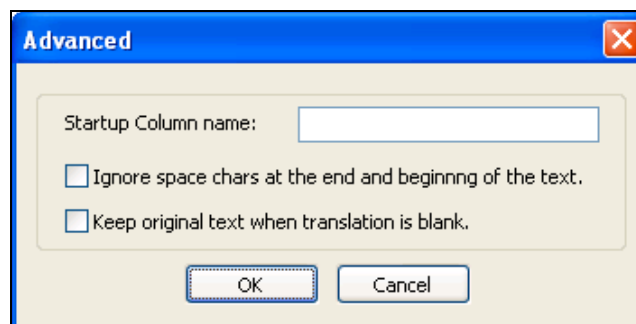 Advanced
Startup Column name:
Ignore space chars at the end and beginnng of the text.
Keep original text when translation is blank.
OK Cancel